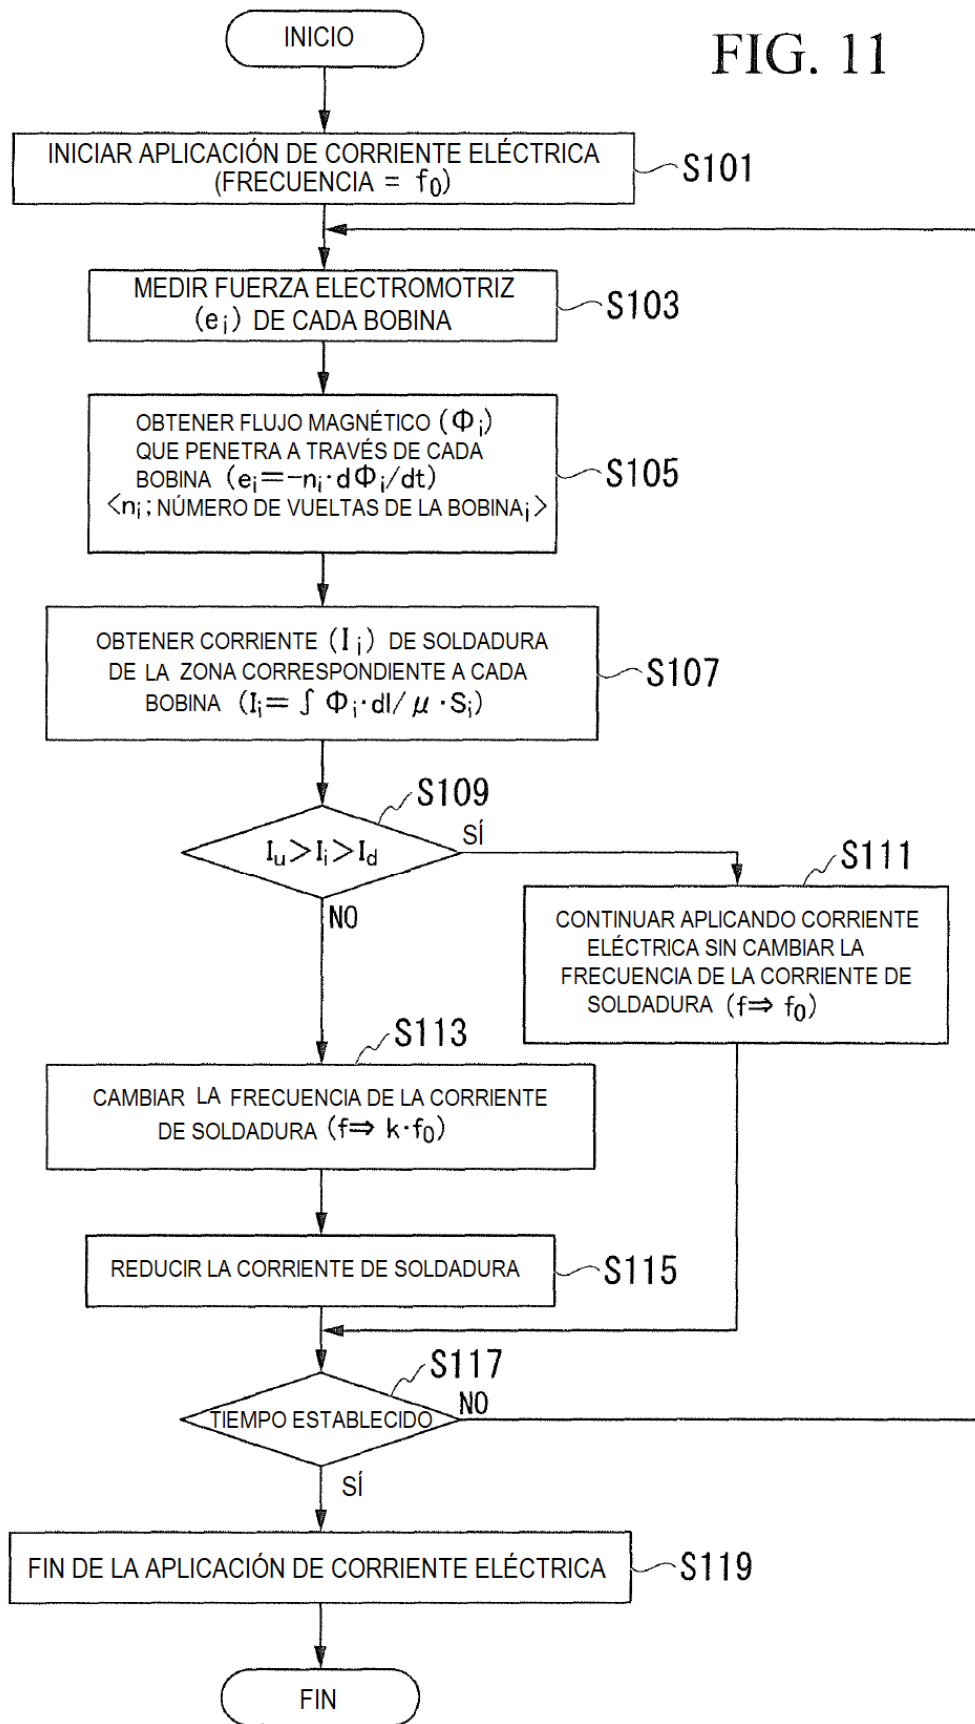 FIG. 11
INICIO
INICIAR APLICACIÓN DE CORRIENTE ELÉCTRICA
(FRECUENCIA = f₀)
S101
MEDIR FUERZA ELECTROMOTRIZ
(eᵢ) DE CADA BOBINA
S103
OBTENER FLUJO MAGNÉTICO (Φᵢ)
QUE PENETRA A TRAVÉS DE CADA
BOBINA (eᵢ=-nᵢ·dΦᵢ/dt)
<nᵢ; NÚMERO DE VUELTAS DE LA BOBINAᵢ>
S105
OBTENER CORRIENTE (Iᵢ) DE SOLDADURA
DE LA ZONA CORRESPONDIENTE A CADA
BOBINA (Iᵢ= ∫ Φᵢ·dl/ μ ·Sᵢ)
S107
S109
I_u>I_i>I_d
SÍ
NO
S111
CONTINUAR APLICANDO CORRIENTE
ELÉCTRICA SIN CAMBIAR LA
FRECUENCIA DE LA CORRIENTE DE
SOLDADURA (f⇒ f₀)
S113
CAMBIAR LA FRECUENCIA DE LA CORRIENTE
DE SOLDADURA (f⇒ k·f₀)
REDUCIR LA CORRIENTE DE SOLDADURA
S115
S117
TIEMPO ESTABLECIDO
NO
SÍ
FIN DE LA APLICACIÓN DE CORRIENTE ELÉCTRICA
S119
FIN